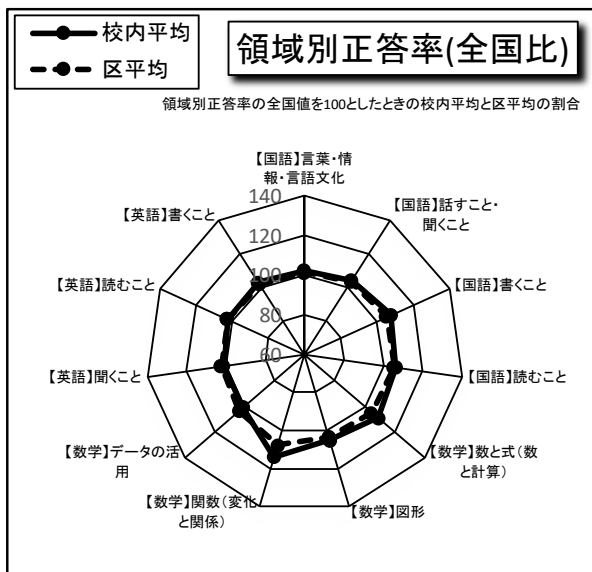 校内平均
区平均
領域別正答率(全国比)
領域別正答率の全国値を100としたときの校内平均と区平均の割合
【国語】言葉・情
報・言語文化
【国語】話すこと・
聞くこと
【国語】書くこと
【国語】読むこと
【数学】数と式(数
と計算)
【数学】図形
【数学】関数(変化
と関係)
【数学】データの活
用
【英語】聞くこと
【英語】読むこと
【英語】書くこと
140
120
100
80
60